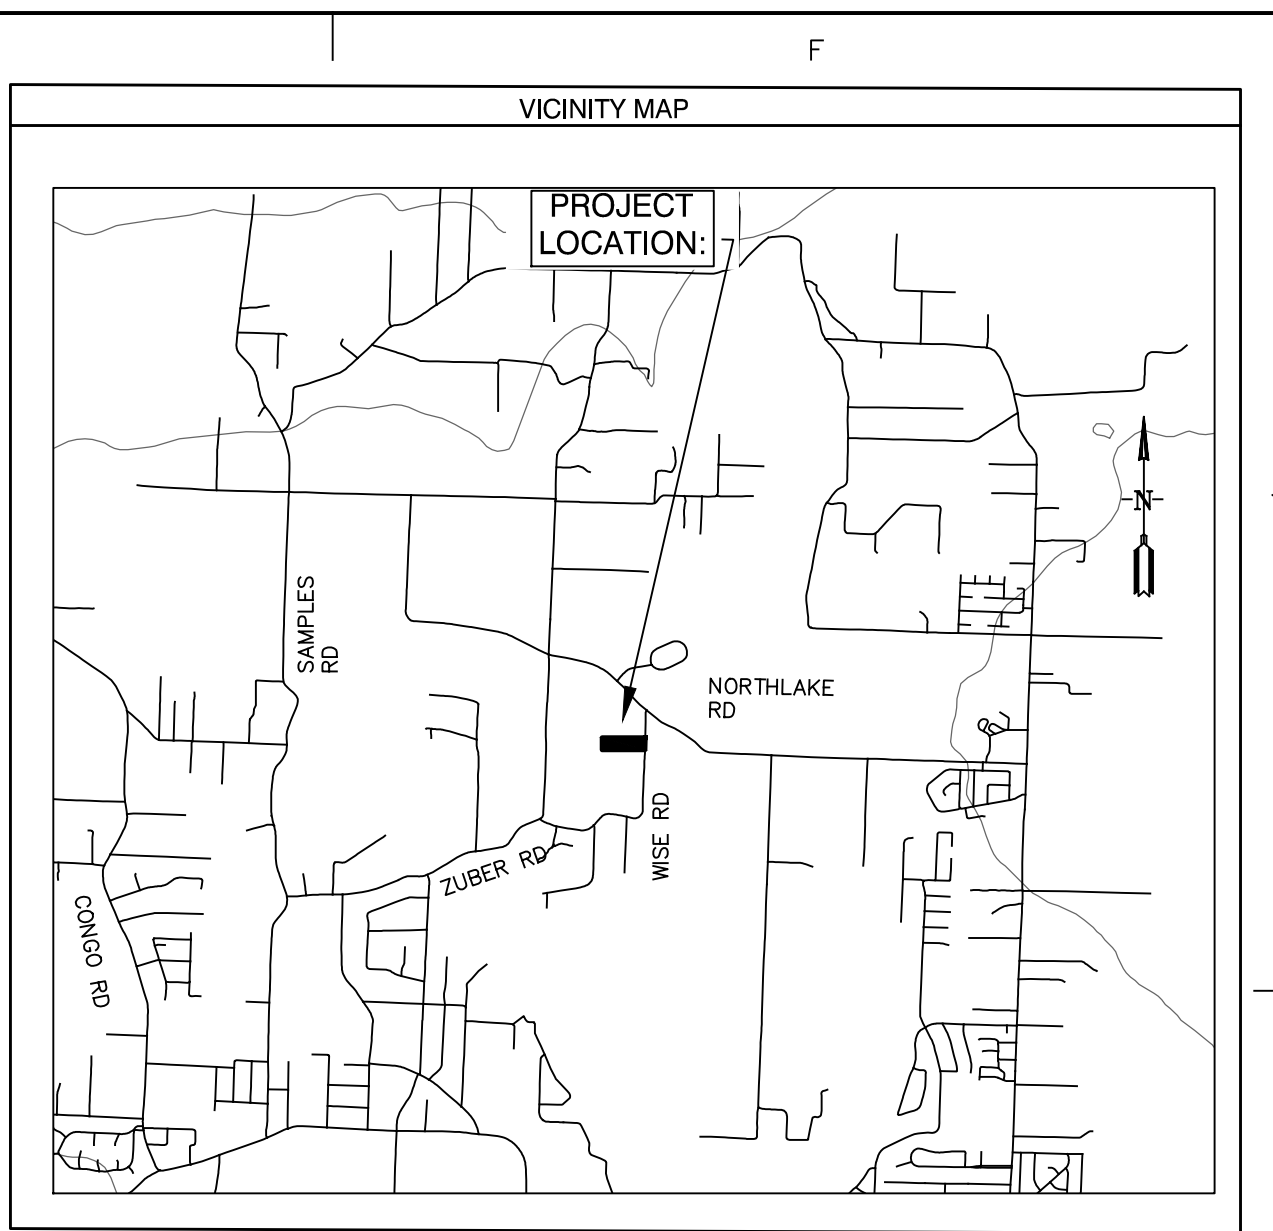 F
VICINITY MAP
PROJECT
LOCATION:
N
SAMPLES
RD
NORTHLAKE
RD
WISE RD
ZUBER RD
CONGO RD